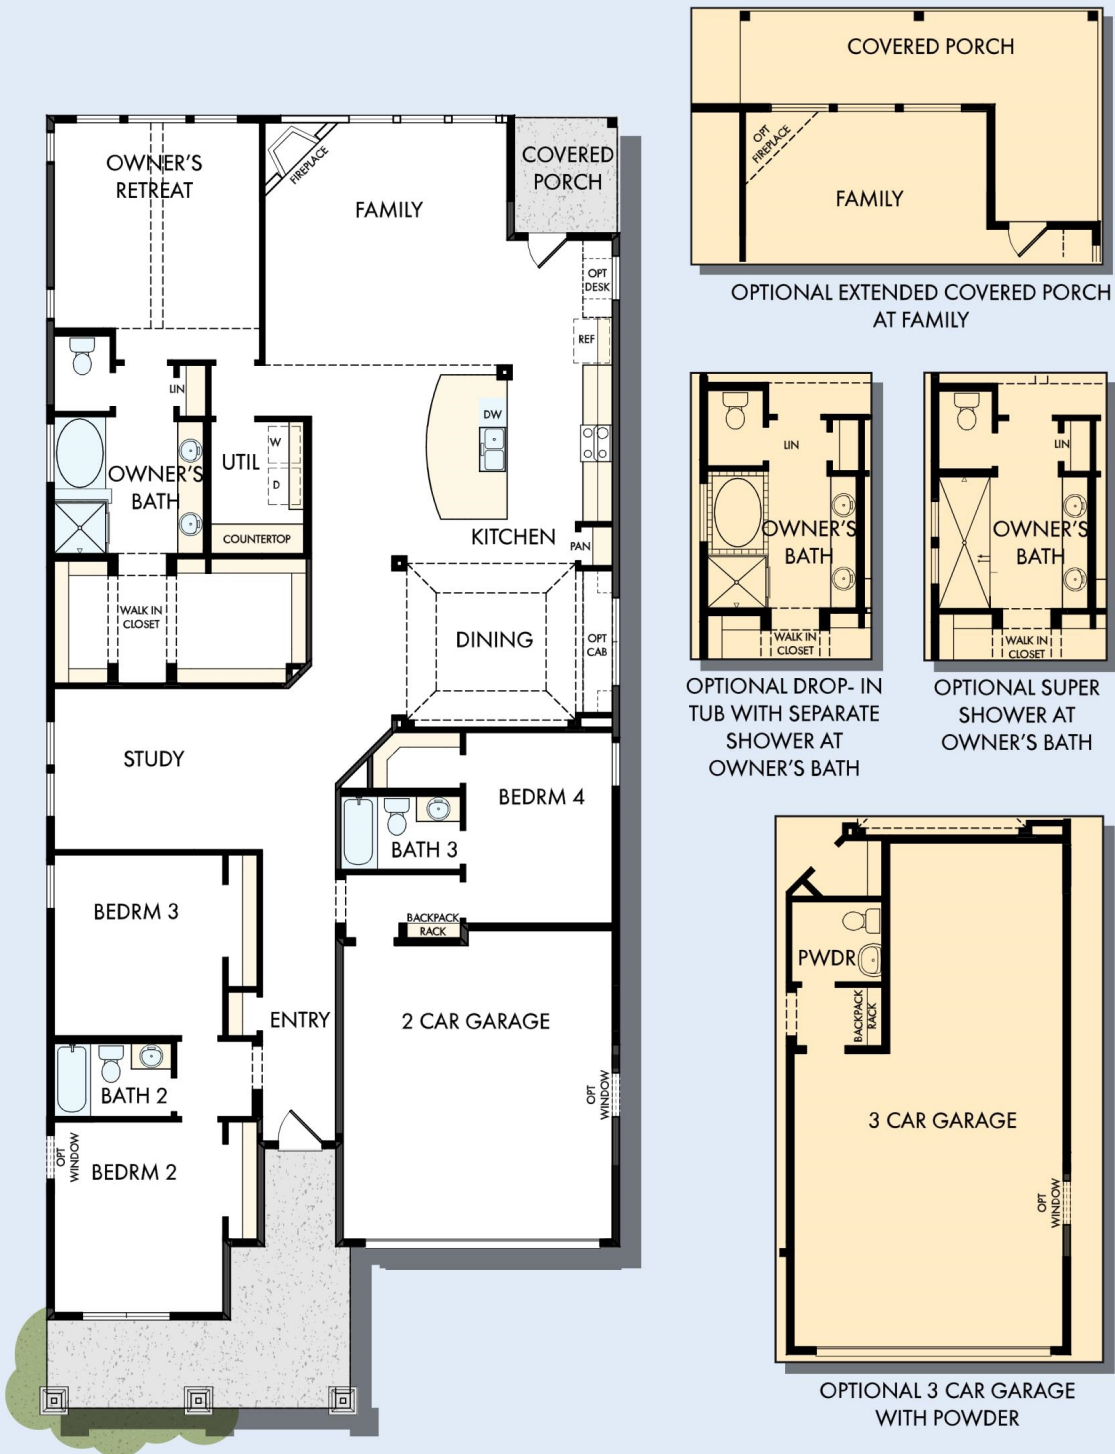 OWNER'S
RETREAT
FIREPLACE
FAMILY
COVERED
PORCH
OPT
DESK
REF
LIN
DW
W
D
UTIL
OWNER'S
BATH
COUNTERTOP
KITCHEN
PAN
WALK IN
CLOSET
DINING
OPT
CAB
STUDY
BEDRM 4
BATH 3
BEDRM 3
BACKPACK
RACK
ENTRY
2 CAR GARAGE
BATH 2
OPT
WINDOW
OPT
WINDOW
BEDRM 2
COVERED PORCH
OPT
FIREPLACE
FAMILY
OPTIONAL EXTENDED COVERED PORCH
AT FAMILY
LIN
OWNER'S
BATH
WALK IN
CLOSET
OPTIONAL DROP- IN
TUB WITH SEPARATE
SHOWER AT
OWNER'S BATH
LIN
OWNER'S
BATH
WALK IN
CLOSET
OPTIONAL SUPER
SHOWER AT
OWNER'S BATH
PWDR
BACKPACK
RACK
3 CAR GARAGE
OPT
WINDOW
OPTIONAL 3 CAR GARAGE
WITH POWDER